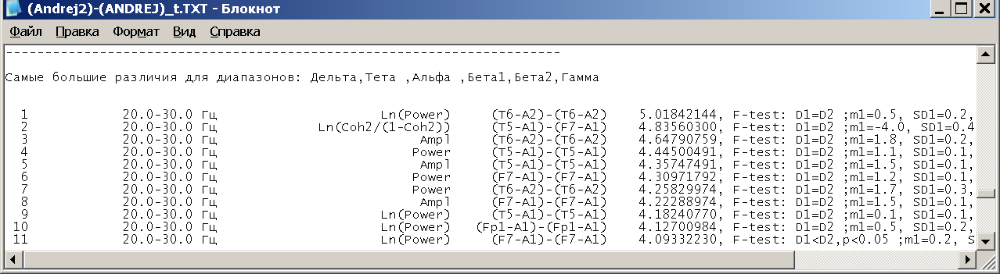 (Andrej2)-(ANDREJ)_t.TXT - Блокнот
Файл Правка Формат Вид Справка
-----------------------------------------------------------------------
Самые большие различия для диапазонов: Дельта,Тета ,Альфа ,Бета1,Бета2,Гамма
1 20.0-30.0 Гц Ln(Power) (T6-A2)-(T6-A2) 5.01842144, F-test: D1=D2 ;m1=0.5, SD1=0.2,
2 20.0-30.0 Гц Ln(Coh2/(1-Coh2)) (T5-A1)-(F7-A1) 4.83560300, F-test: D1=D2 ;m1=-4.0, SD1=0.4
3 20.0-30.0 Гц Ampl (T6-A2)-(T6-A2) 4.64790759, F-test: D1=D2 ;m1=1.8, SD1=0.2,
4 20.0-30.0 Гц Power (T5-A1)-(T5-A1) 4.44500491, F-test: D1=D2 ;m1=1.1, SD1=0.1,
5 20.0-30.0 Гц Ampl (T5-A1)-(T5-A1) 4.35747491, F-test: D1=D2 ;m1=1.5, SD1=0.1,
6 20.0-30.0 Гц Power (F7-A1)-(F7-A1) 4.30971792, F-test: D1=D2 ;m1=1.2, SD1=0.1,
7 20.0-30.0 Гц Power (T6-A2)-(T6-A2) 4.25829974, F-test: D1=D2 ;m1=1.7, SD1=0.3,
8 20.0-30.0 Гц Ampl (F7-A1)-(F7-A1) 4.22288974, F-test: D1=D2 ;m1=1.5, SD1=0.1,
9 20.0-30.0 Гц Ln(Power) (T5-A1)-(T5-A1) 4.18240770, F-test: D1=D2 ;m1=0.1, SD1=0.1,
10 20.0-30.0 Гц Ln(Power) (Fp1-A1)-(Fp1-A1) 4.12700984, F-test: D1=D2 ;m1=0.5, SD1=0.2,
11 20.0-30.0 Гц Ln(Power) (F7-A1)-(F7-A1) 4.09332230, F-test: D1<D2,p<0.05 ;m1=0.2, S